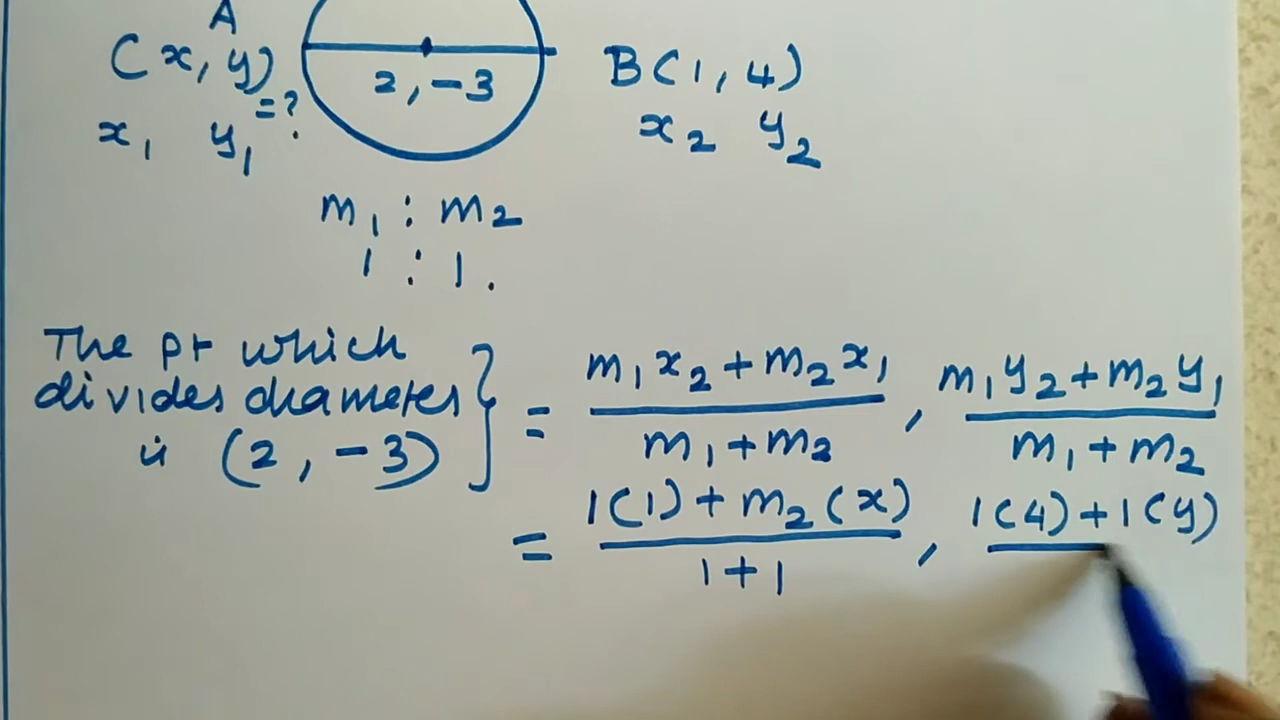 A
(x, y) = ?
2, -3
B(1, 4)
x₁ y₁
x₂ y₂
m₁ : m₂
1 : 1.
The pt which
divides diameter
is (2, -3) } = m₁x₂ + m₂x₁ / m₁ + m₂ , m₁y₂ + m₂y₁ / m₁ + m₂
= 1(1) + m₂(x) / 1 + 1 , 1(4) + 1(y)